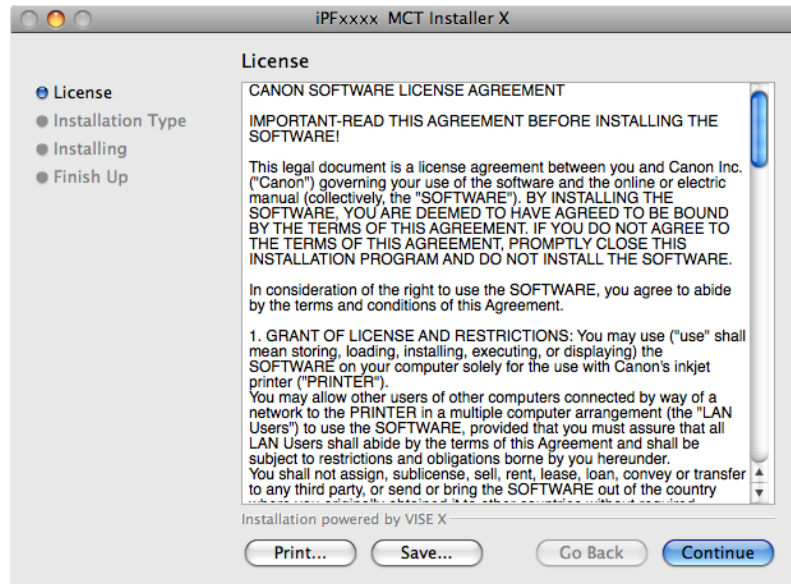 iPFxxxx MCT Installer X
License
License
Installation Type
Installing
Finish Up
CANON SOFTWARE LICENSE AGREEMENT
IMPORTANT-READ THIS AGREEMENT BEFORE INSTALLING THE
SOFTWARE!
This legal document is a license agreement between you and Canon Inc.
("Canon") governing your use of the software and the online or electric
manual (collectively, the "SOFTWARE"). BY INSTALLING THE
SOFTWARE, YOU ARE DEEMED TO HAVE AGREED TO BE BOUND
BY THE TERMS OF THIS AGREEMENT. IF YOU DO NOT AGREE TO
THE TERMS OF THIS AGREEMENT, PROMPTLY CLOSE THIS
INSTALLATION PROGRAM AND DO NOT INSTALL THE SOFTWARE.
In consideration of the right to use the SOFTWARE, you agree to abide
by the terms and conditions of this Agreement.
1. GRANT OF LICENSE AND RESTRICTIONS: You may use ("use" shall
mean storing, loading, installing, executing, or displaying) the
SOFTWARE on your computer solely for the use with Canon's inkjet
printer ("PRINTER").
You may allow other users of other computers connected by way of a
network to the PRINTER in a multiple computer arrangement (the "LAN
Users") to use the SOFTWARE, provided that you must assure that all
LAN Users shall abide by the terms of this Agreement and shall be
subject to restrictions and obligations borne by you hereunder.
You shall not assign, sublicense, sell, rent, lease, loan, convey or transfer
to any third party, or send or bring the SOFTWARE out of the country
where you originally obtained it to other countries without required
Installation powered by VISE X
Print...
Save...
Go Back
Continue